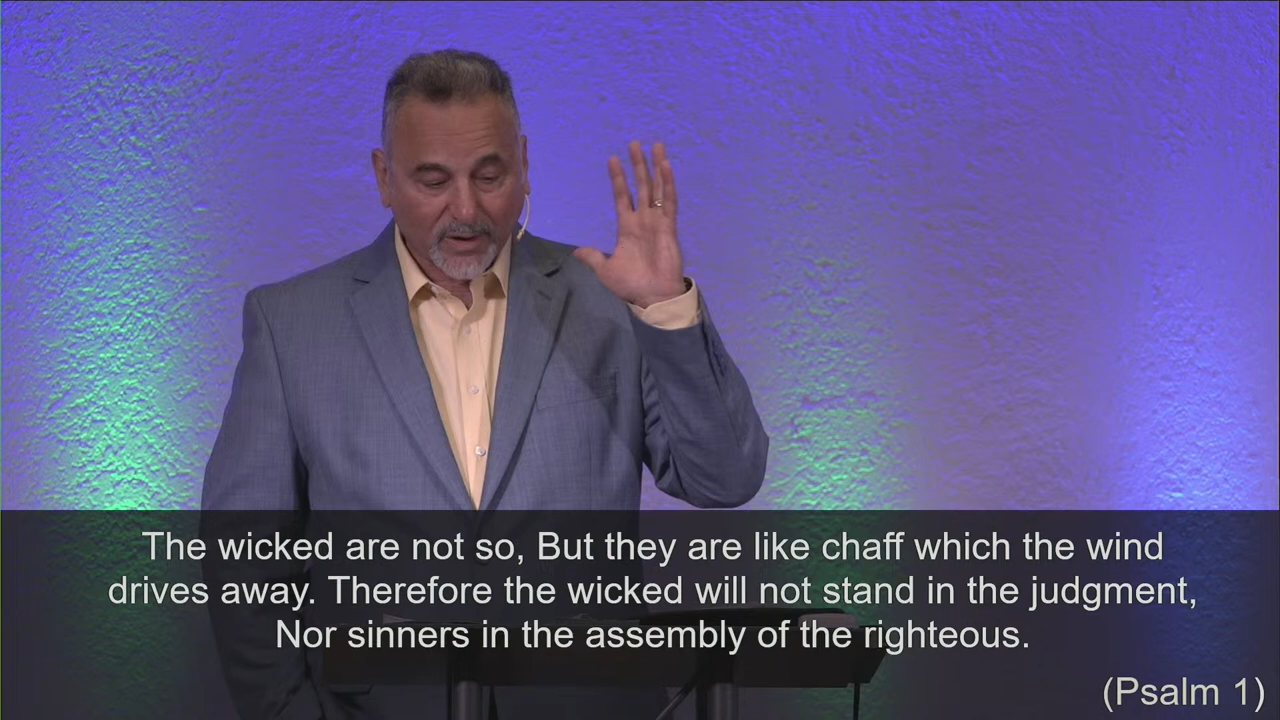 The wicked are not so, But they are like chaff which the wind
drives away. Therefore the wicked will not stand in the judgment,
Nor sinners in the assembly of the righteous.
(Psalm 1)